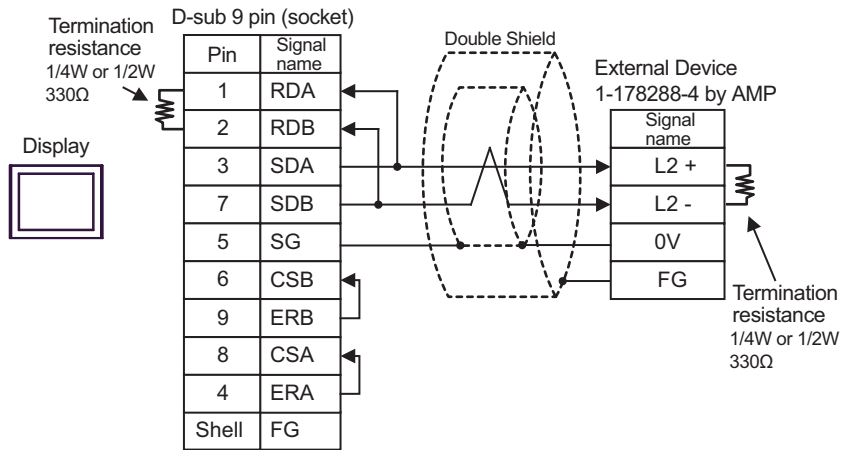 D-sub 9 pin (socket)
Termination
resistance
1/4W or 1/2W
330Ω
Display
Pin Signal name
1 RDA
2 RDB
3 SDA
7 SDB
5 SG
6 CSB
9 ERB
8 CSA
4 ERA
Shell FG
Double Shield
External Device
1-178288-4 by AMP
Signal
name
L2 +
L2 -
0V
FG
Termination
resistance
1/4W or 1/2W
330Ω